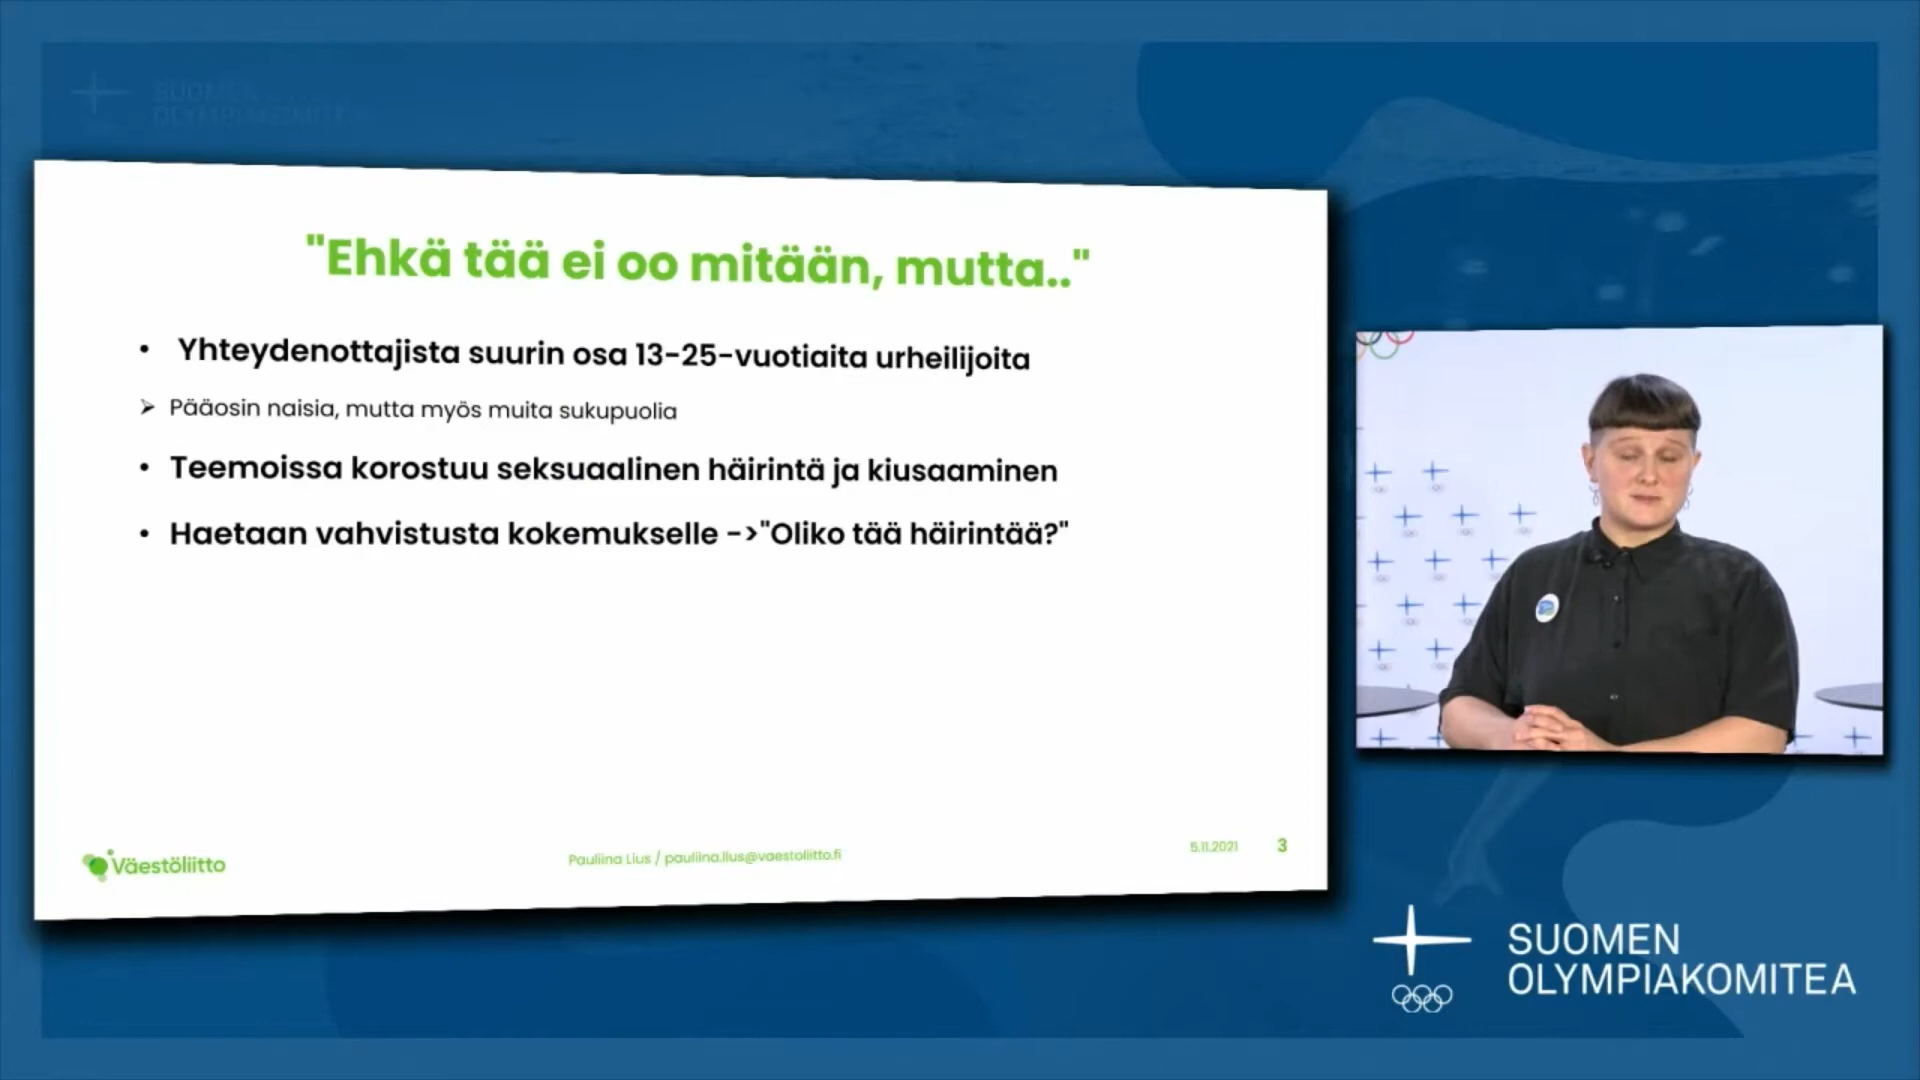 SUOMEN
OLYMPIAKOMITEA
"Ehkä tää ei oo mitään, mutta.."
• Yhteydenottajista suurin osa 13-25-vuotiaita urheilijoita
➢ Pääosin naisia, mutta myös muita sukupuolia
• Teemoissa korostuu seksuaalinen häirintä ja kiusaaminen
• Haetaan vahvistusta kokemukselle ->"Oliko tää häirintää?"
Väestöliitto
Pauliina Lius / pauliina.lius@vaestoliitto.fi
5.11.2021
3
SUOMEN
OLYMPIAKOMITEA